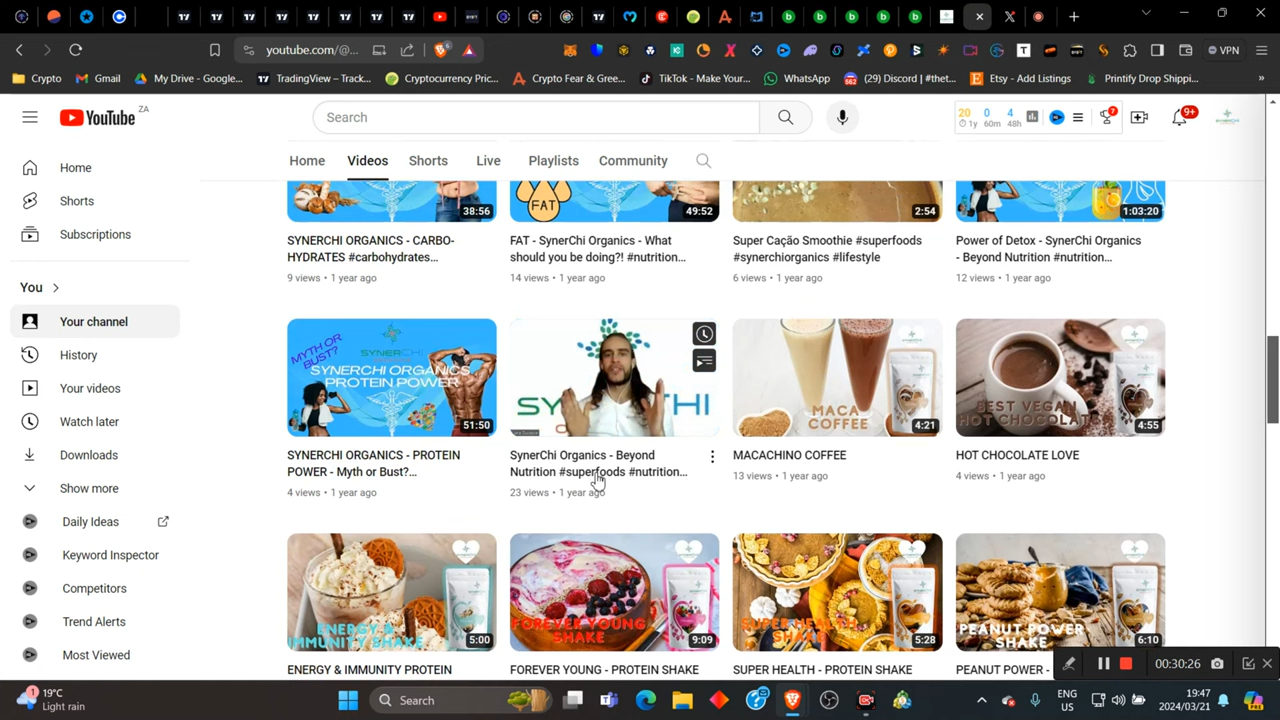 youtube.com/@...
VPN
Crypto
Gmail
My Drive - Google...
TradingView – Track...
Cryptocurrency Pric...
Crypto Fear & Gree...
TikTok - Make Your...
WhatsApp
(29) Discord | #thet...
Etsy - Add Listings
Printify Drop Shippi...
»
YouTube ZA
Search
20 0 4
1y 60m 48h
9+
Home Videos Shorts Live Playlists Community
Home
Shorts
Subscriptions
You
Your channel
History
Your videos
Watch later
Downloads
Show more
Daily Ideas
Keyword Inspector
Competitors
Trend Alerts
Most Viewed
38:56
FAT
49:52
2:54
1:03:20
SYNERCHI ORGANICS - CARBO-
HYDRATES #carbohydrates...
9 views • 1 year ago
FAT - SynerChi Organics - What
should you be doing?! #nutrition...
14 views • 1 year ago
Super Cação Smoothie #superfoods
#synerchiorganics #lifestyle
6 views • 1 year ago
Power of Detox - SynerChi Organics
- Beyond Nutrition #nutrition...
12 views • 1 year ago
MYTH OR
BUST?
SYNERCHI
SYNERCHI ORGANICS
PROTEIN POWER
51:50
MACA
COFFEE
4:21
BEST VEGAN
HOT CHOCOLATE
4:55
SYNERCHI ORGANICS - PROTEIN
POWER - Myth or Bust?...
4 views • 1 year ago
SynerChi Organics - Beyond
Nutrition #superfoods #nutrition...
23 views • 1 year ago
MACACHINO COFFEE
13 views • 1 year ago
HOT CHOCOLATE LOVE
4 views • 1 year ago
ENERGY &
IMMUNITY SHAKE
5:00
FOREVER YOUNG
SHAKE
9:09
SUPER HEALTH
SHAKE
5:28
PEANUT POWER
SHAKE
6:10
ENERGY & IMMUNITY PROTEIN
FOREVER YOUNG - PROTEIN SHAKE
SUPER HEALTH - PROTEIN SHAKE
PEANUT POWER -
00:30:26
19°C
Light rain
Search
ENG
US
19:47
2024/03/21